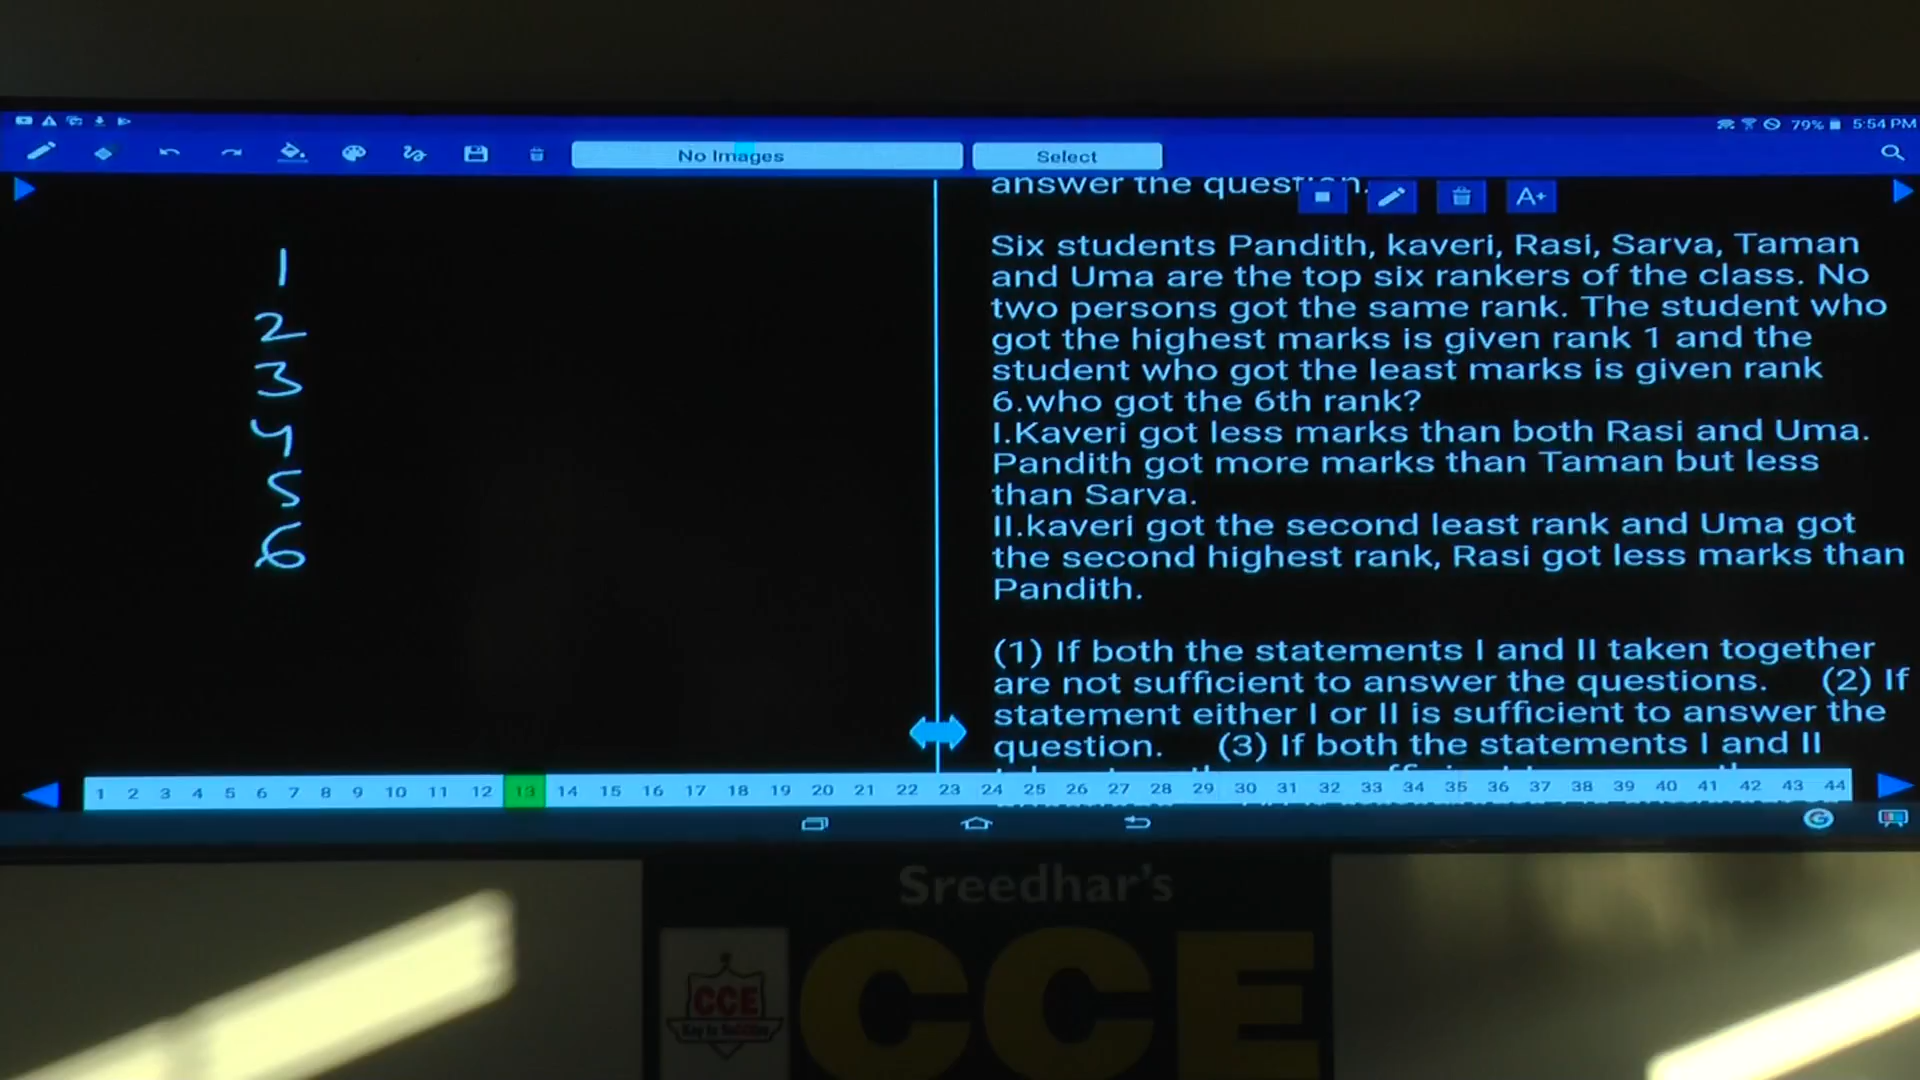 79% 5:54 PM
No Images
Select
answer the
A+
Six students Pandith, kaveri, Rasi, Sarva, Taman
and Uma are the top six rankers of the class. No
two persons got the same rank. The student who
got the highest marks is given rank 1 and the
student who got the least marks is given rank
6.who got the 6th rank?
I.Kaveri got less marks than both Rasi and Uma.
Pandith got more marks than Taman but less
than Sarva.
II.kaveri got the second least rank and Uma got
the second highest rank, Rasi got less marks than
Pandith.
(1) If both the statements I and II taken together
are not sufficient to answer the questions. (2) If
statement either I or II is sufficient to answer the
question. (3) If both the statements I and II
1
2
3
4
5
6
1 2 3 4 5 6 7 8 9 10 11 12 13 14 15 16 17 18 19 20 21 22 23 24 25 26 27 28 29 30 31 32 33 34 35 36 37 38 39 40 41 42 43 44
Sreedhar's
CCE
CCE
Key to Success